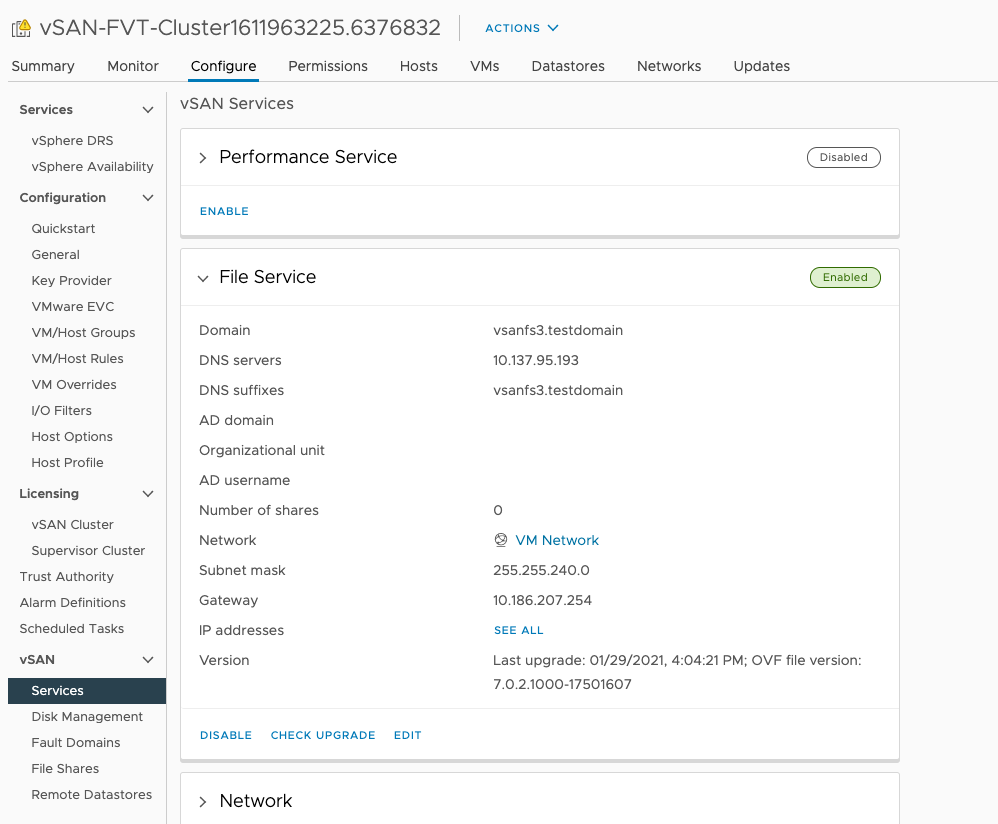 vSAN-FVT-Cluster1611963225.6376832
ACTIONS
Summary Monitor Configure Permissions Hosts VMs Datastores Networks Updates
Services
vSphere DRS
vSphere Availability
Configuration
Quickstart
General
Key Provider
VMware EVC
VM/Host Groups
VM/Host Rules
VM Overrides
I/O Filters
Host Options
Host Profile
Licensing
vSAN Cluster
Supervisor Cluster
Trust Authority
Alarm Definitions
Scheduled Tasks
vSAN
Services
Disk Management
Fault Domains
File Shares
Remote Datastores
vSAN Services
Performance Service Disabled
ENABLE
File Service Enabled
Domain vsanfs3.testdomain
DNS servers 10.137.95.193
DNS suffixes vsanfs3.testdomain
AD domain
Organizational unit
AD username
Number of shares 0
Network VM Network
Subnet mask 255.255.240.0
Gateway 10.186.207.254
IP addresses SEE ALL
Version Last upgrade: 01/29/2021, 4:04:21 PM; OVF file version:
7.0.2.1000-17501607
DISABLE CHECK UPGRADE EDIT
Network